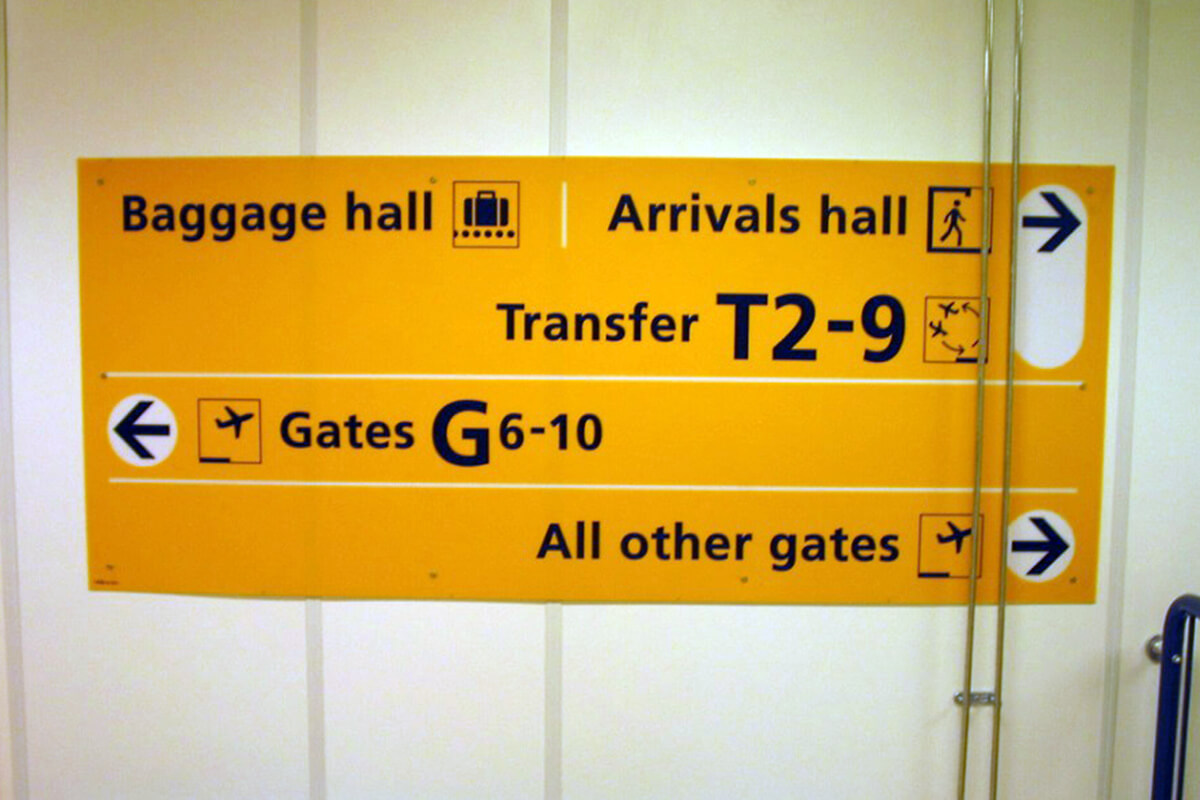 Baggage hall Arrivals hall
Transfer T2-9
Gates G6-10
All other gates